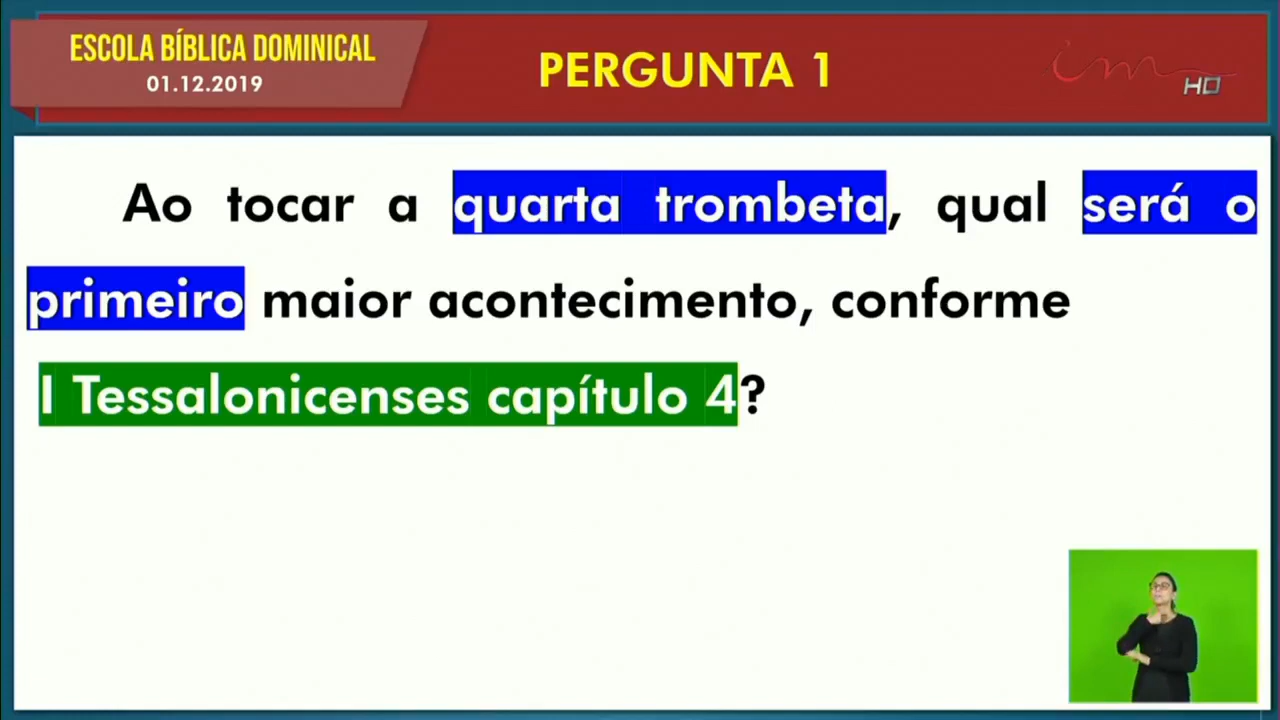 ESCOLA BÍBLICA DOMINICAL
01.12.2019
PERGUNTA 1
im
HD
Ao tocar a quarta trombeta, qual será o
primeiro maior acontecimento, conforme
I Tessalonicenses capítulo 4?